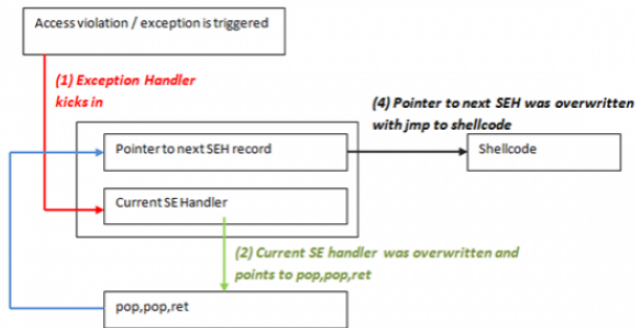 Access violation / exception is triggered
(1) Exception Handler
kicks in
(4) Pointer to next SEH was overwritten
with jmp to shellcode
Pointer to next SEH record
Shellcode
Current SE Handler
(2) Current SE handler was overwritten and
points to pop,pop,ret
pop,pop,ret